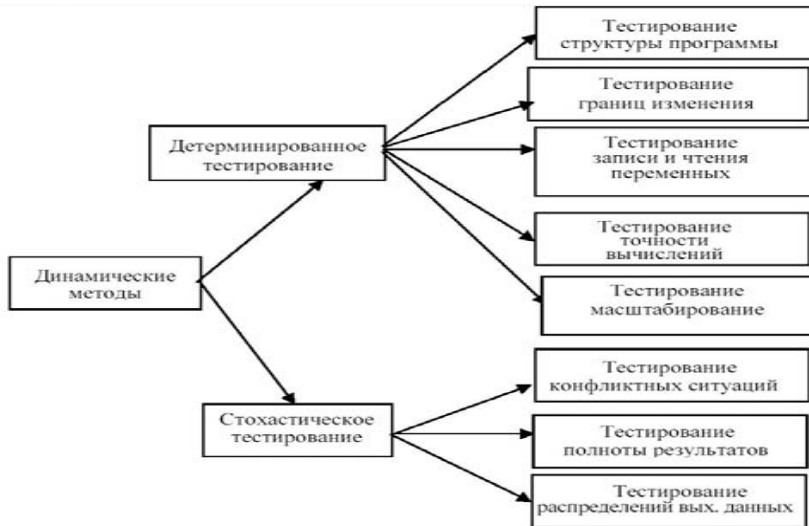 Динамические
методы
Детерминированное
тестирование
Тестирование
структуры программы
Тестирование
границ изменения
Тестирование
записи и чтения
переменных
Тестирование
точности
вычислений
Тестирование
масштабирование
Стохастическое
тестирование
Тестирование
конфликтных ситуаций
Тестирование
полноты результатов
Тестирование
распределений вых. данных